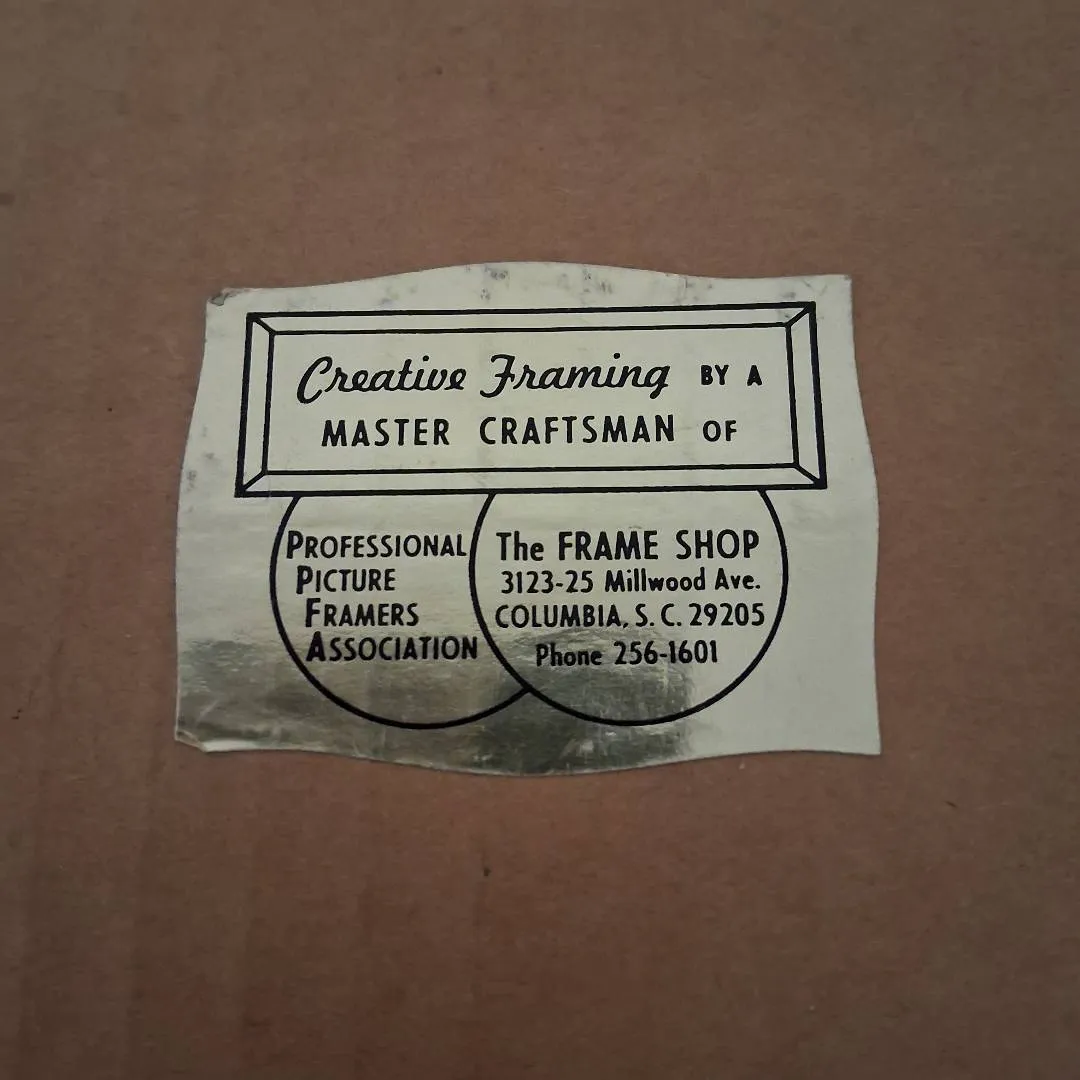 Creative Framing BY A
MASTER CRAFTSMAN OF
PROFESSIONAL
PICTURE
FRAMERS
ASSOCIATION
The FRAME SHOP
3123-25 Millwood Ave.
COLUMBIA, S. C. 29205
Phone 256-1601